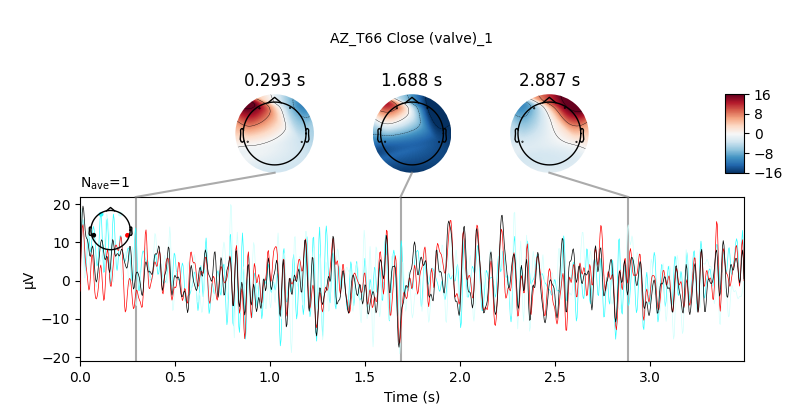 AZ_T66 Close (valve)_1
0.293 s 1.688 s 2.887 s
16
8
0
−8
−16
Nave=1
20
10
0
−10
−20
µV
0.0 0.5 1.0 1.5 2.0 2.5 3.0
Time (s)